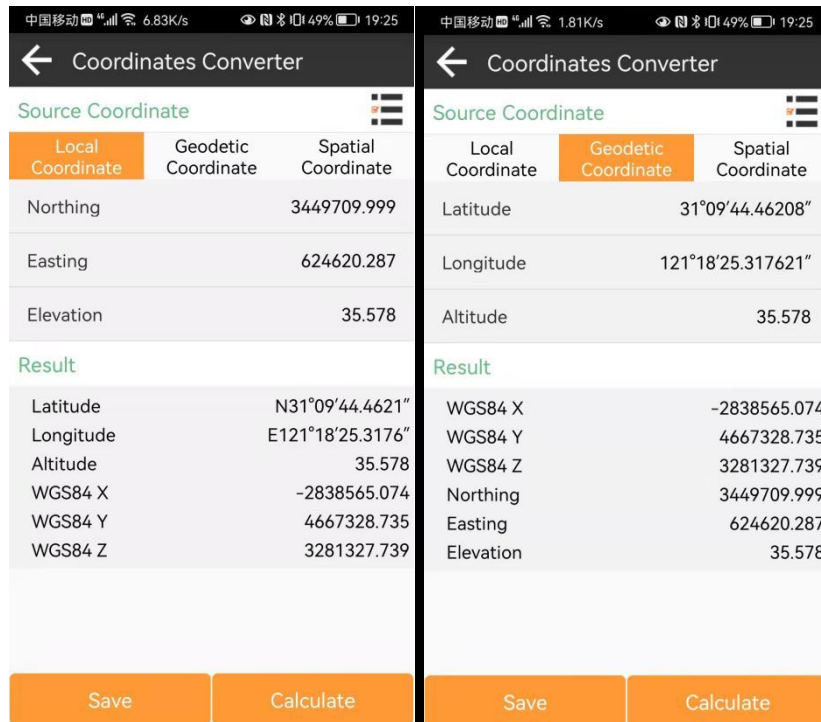 中国移动 HD 46 6.83K/s 49% 19:25
Coordinates Converter
Source Coordinate
Local Coordinate Geodetic Coordinate Spatial Coordinate
Northing 3449709.999
Easting 624620.287
Elevation 35.578
Result
Latitude N31°09′44.4621″
Longitude E121°18′25.3176″
Altitude 35.578
WGS84 X -2838565.074
WGS84 Y 4667328.735
WGS84 Z 3281327.739
Save Calculate
中国移动 HD 46 1.81K/s 49% 19:25
Coordinates Converter
Source Coordinate
Local Coordinate Geodetic Coordinate Spatial Coordinate
Latitude 31°09′44.46208″
Longitude 121°18′25.317621″
Altitude 35.578
Result
WGS84 X -2838565.074
WGS84 Y 4667328.735
WGS84 Z 3281327.739
Northing 3449709.999
Easting 624620.287
Elevation 35.578
Save Calculate